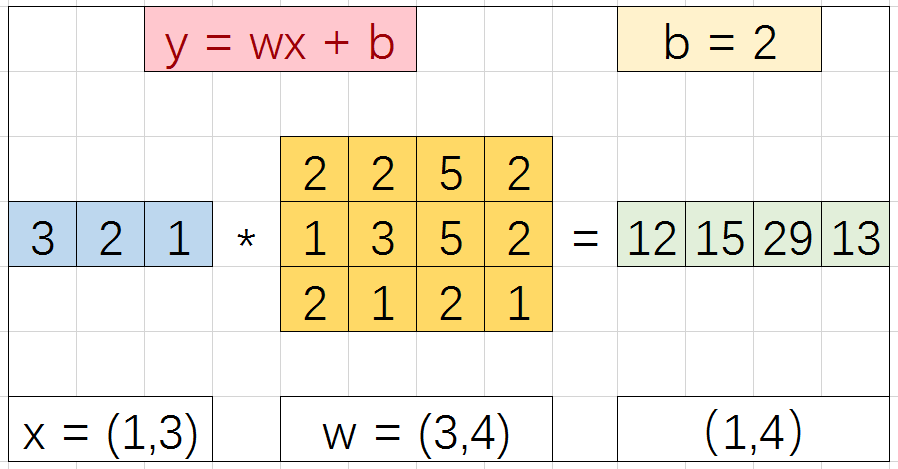 y = wx + b b = 2
2 2 5 2
3 2 1 * 1 3 5 2 = 12 15 29 13
2 1 2 1
x = (1,3) w = (3,4) (1,4)